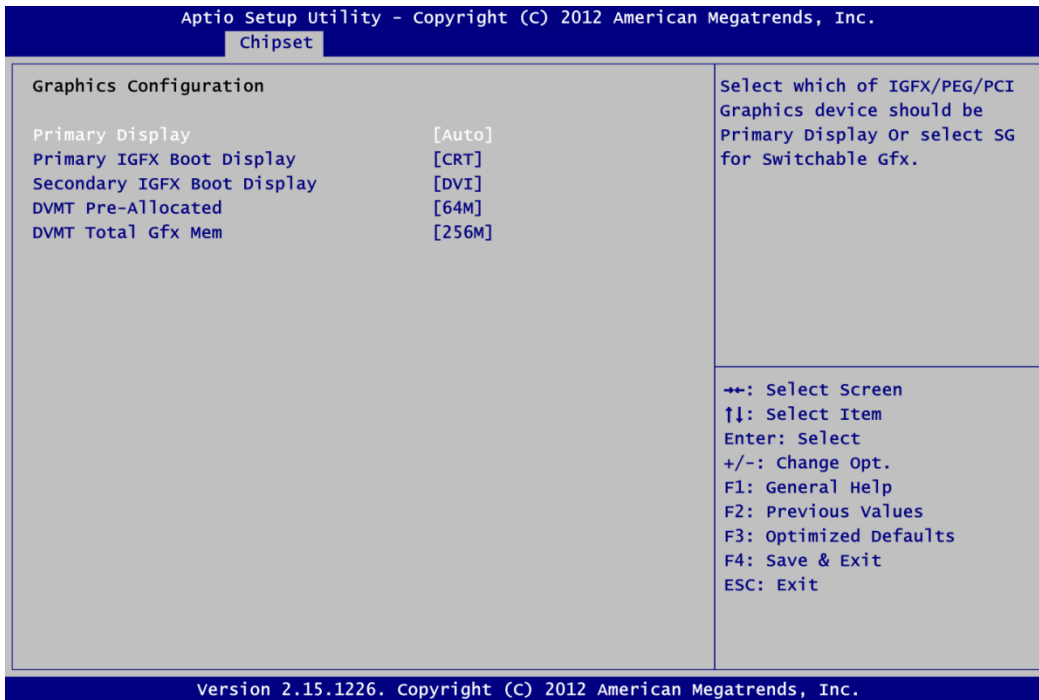 Aptio Setup Utility - Copyright (C) 2012 American Megatrends, Inc.
Chipset
Graphics Configuration
Primary Display [Auto]
Primary IGFX Boot Display [CRT]
Secondary IGFX Boot Display [DVI]
DVMT Pre-Allocated [64M]
DVMT Total Gfx Mem [256M]
Select which of IGFX/PEG/PCI
Graphics device should be
Primary Display Or select SG
for Switchable Gfx.
→←: Select Screen
↑↓: Select Item
Enter: Select
+/-: Change Opt.
F1: General Help
F2: Previous Values
F3: Optimized Defaults
F4: Save & Exit
ESC: Exit
Version 2.15.1226. Copyright (C) 2012 American Megatrends, Inc.